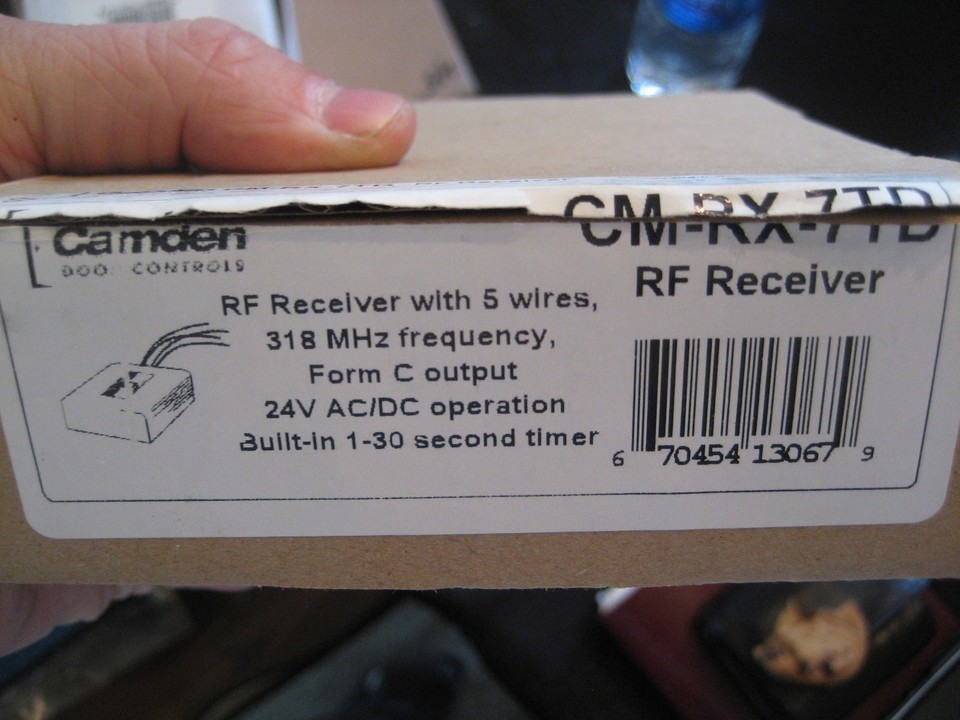 Camden
DOOR CONTROLS
CM-RX-7TD
RF Receiver
RF Receiver with 5 wires,
318 MHz frequency,
Form C output
24V AC/DC operation
Built-in 1-30 second timer
6 70454 13067 9